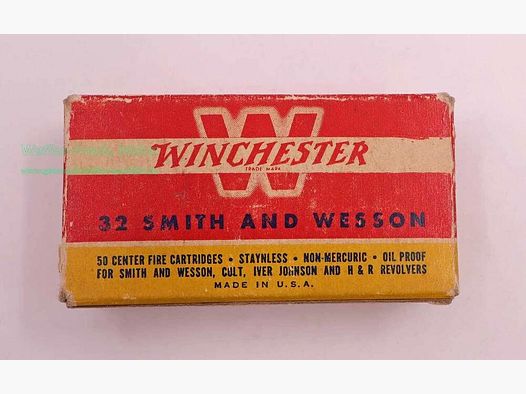 W
WINCHESTER
TRADE MARK
32 SMITH AND WESSON
50 CENTER FIRE CARTRIDGES • STAYNLESS • NON-MERCURIC • OIL PROOF
FOR SMITH AND WESSON, COLT, IVER JOHNSON AND H & R REVOLVERS
MADE IN U.S.A.